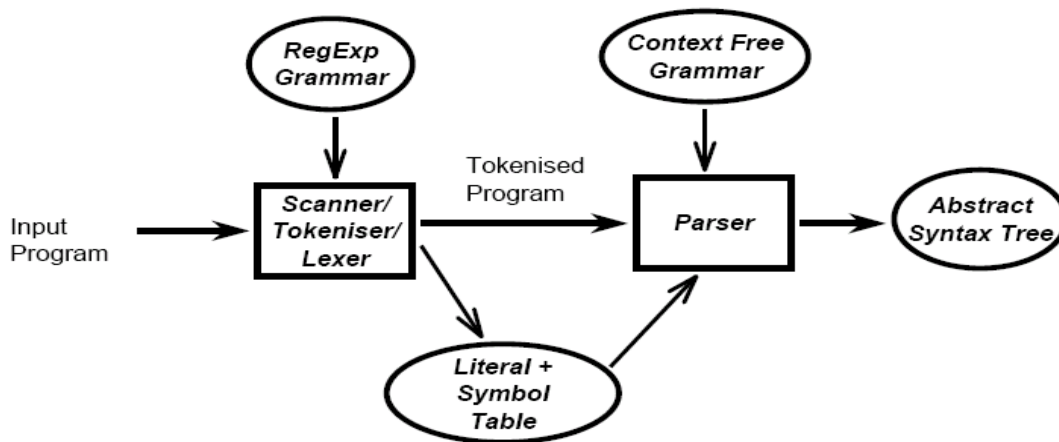 RegExp
Grammar
Context Free
Grammar
Tokenised
Program
Input
Program
Scanner/
Tokeniser/
Lexer
Parser
Abstract
Syntax Tree
Literal +
Symbol
Table